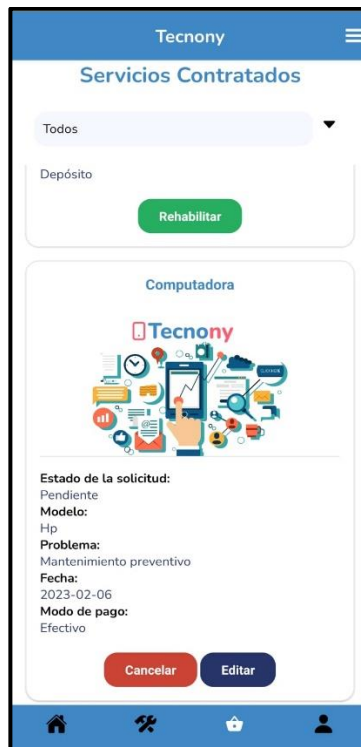 Tecnony
Servicios Contratados
Todos
Depósito
Rehabilitar
Computadora
Tecnony
Estado de la solicitud:
Pendiente
Modelo:
Hp
Problema:
Mantenimiento preventivo
Fecha:
2023-02-06
Modo de pago:
Efectivo
Cancelar Editar